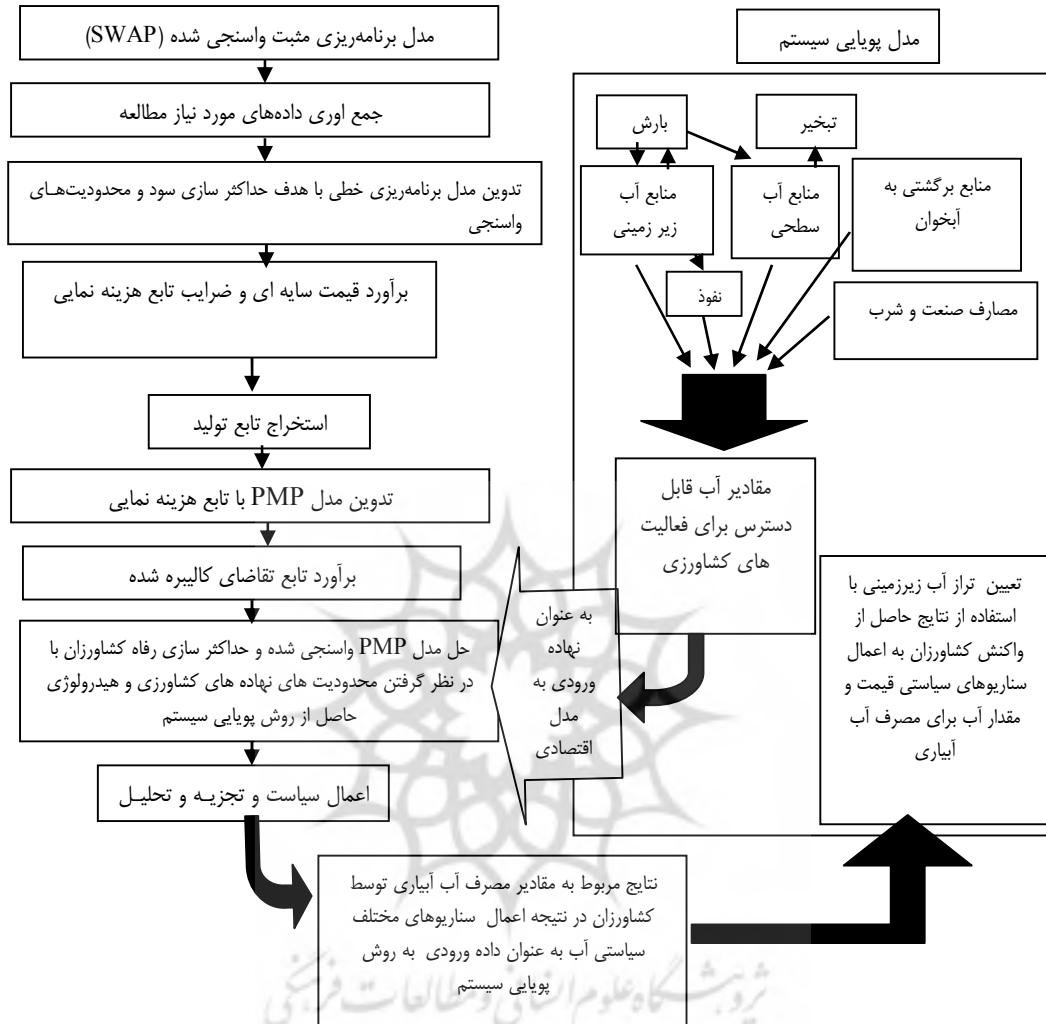 مدل برنامه‌ریزی مثبت واسنجی شده (SWAP)
جمع اوری داده‌های مورد نیاز مطالعه
تدوین مدل برنامه‌ریزی خطی با هدف حداکثر سازی سود و محدودیت‌هـای
واسنجی
برآورد قیمت سایه ای و ضرایب تابع هزینه نمایی
استخراج تابع تولید
تدوین مدل PMP با تابع هزینه نمایی
برآورد تابع تقاضای کالیبره شده
حل مدل PMP واسنجی شده و حداکثر سازی رفاه کشاورزان با
در نظر گرفتن محدودیت های نهاده های کشاورزی و هیدرولوژی
حاصل از روش پویایی سیستم
اعمال سیاست و تجزیـه و تحلیـل
نتایج مربوط به مقادیر مصرف آب آبیاری توسط
کشاورزان در نتیجه اعمال سناریوهای مختلف
سیاستی آب به عنوان داده ورودی به روش
پویایی سیستم
مدل پویایی سیستم
بارش
تبخیر
منابع آب
زیر زمینی
منابع آب
سطحی
منابع برگشتی به
آبخوان
نفوذ
مصارف صنعت و شرب
مقادیر آب قابل
دسترس برای فعالیت
های کشاورزی
به عنوان
نهاده
ورودی به
مدل
اقتصادی
تعیین تراز آب زیرزمینی با
استفاده از نتایج حاصل از
واکنش کشاورزان به اعمال
سناریوهای سیاستی قیمت و
مقدار آب برای مصرف آب
آبیاری
پژوهشگاه علوم انسانی و مطالعات فرهنگی